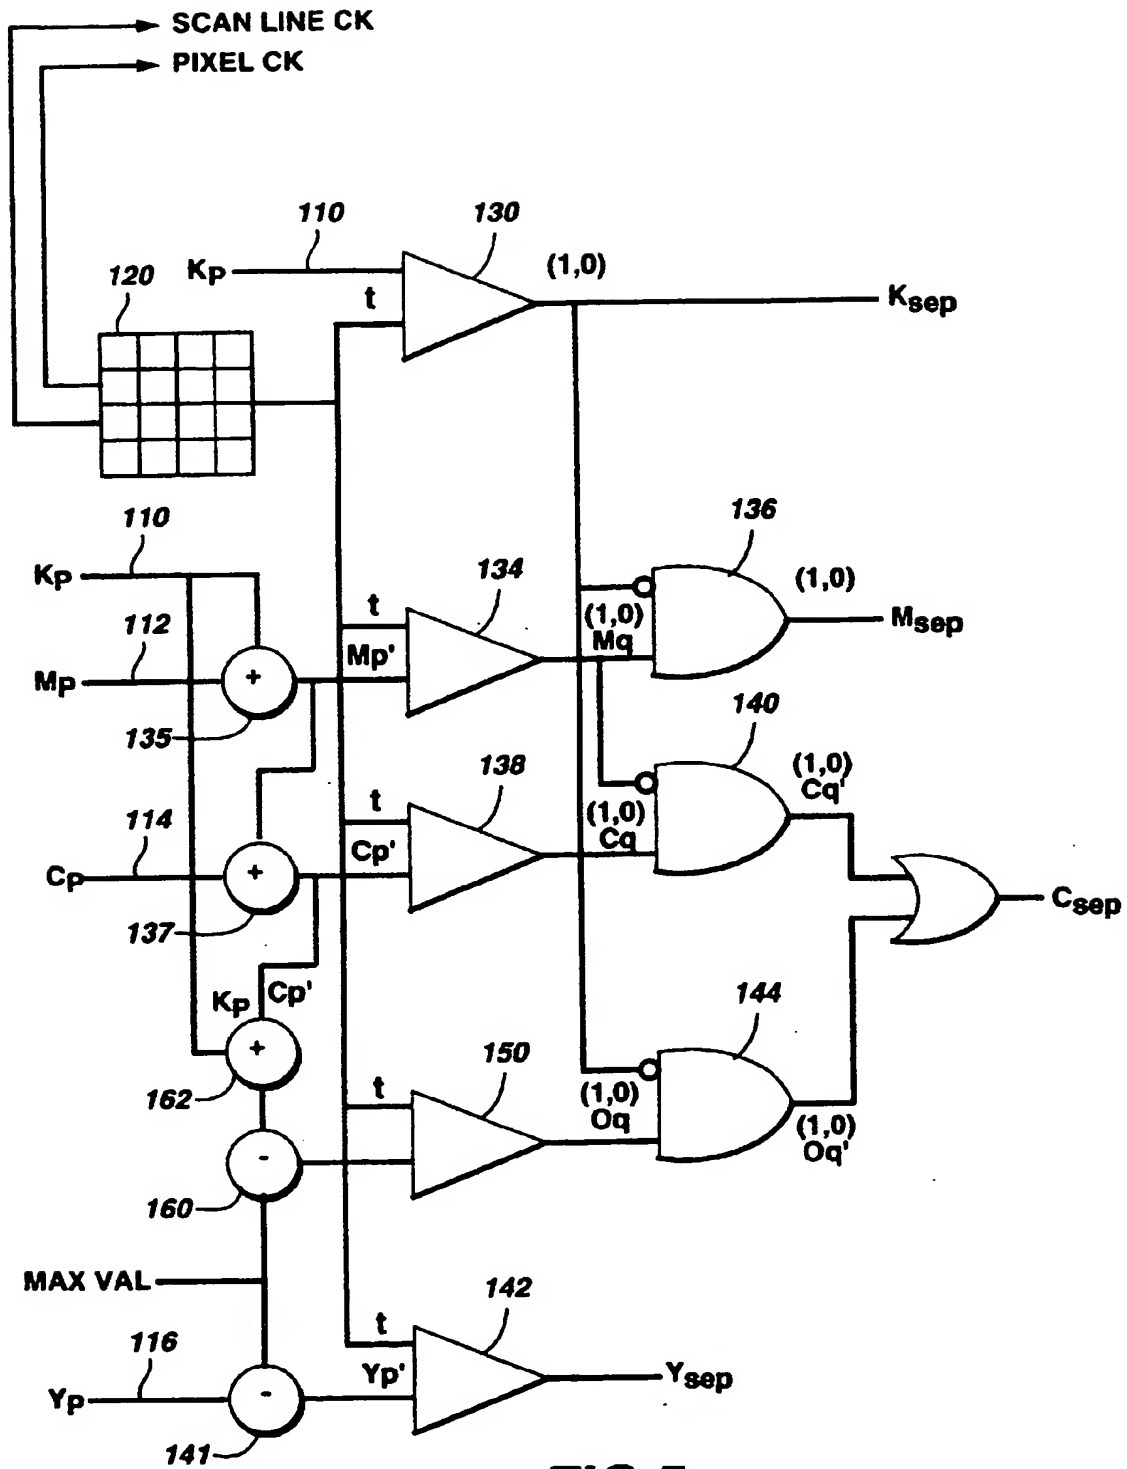 SCAN LINE CK
PIXEL CK
110
130
Kp
(1,0)
120
t
Ksep
110
136
Kp
134
(1,0)
t
112
(1,0)
Msep
Mp'
Mq
Mp
+
135
140
138
(1,0)
Cq'
t
114
(1,0)
Cp'
Cq
Cp
+
Csep
137
Kp
Cp'
144
+
150
162
t
(1,0)
Oq
(1,0)
Oq'
-
160
MAX VAL
142
t
116
Yp'
Ysep
Yp
-
141